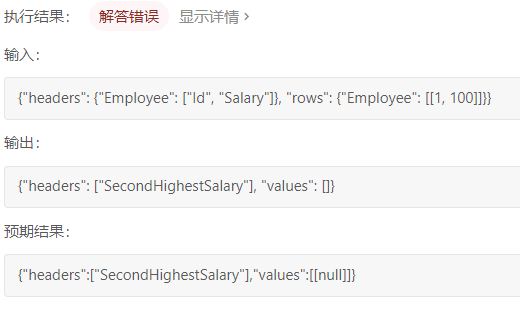 执行结果： 解答错误 显示详情 >
输入：
{"headers": {"Employee": ["Id", "Salary"]}, "rows": {"Employee": [[1, 100]]}}
输出：
{"headers": ["SecondHighestSalary"], "values": []}
预期结果：
{"headers":["SecondHighestSalary"],"values":[[null]]}